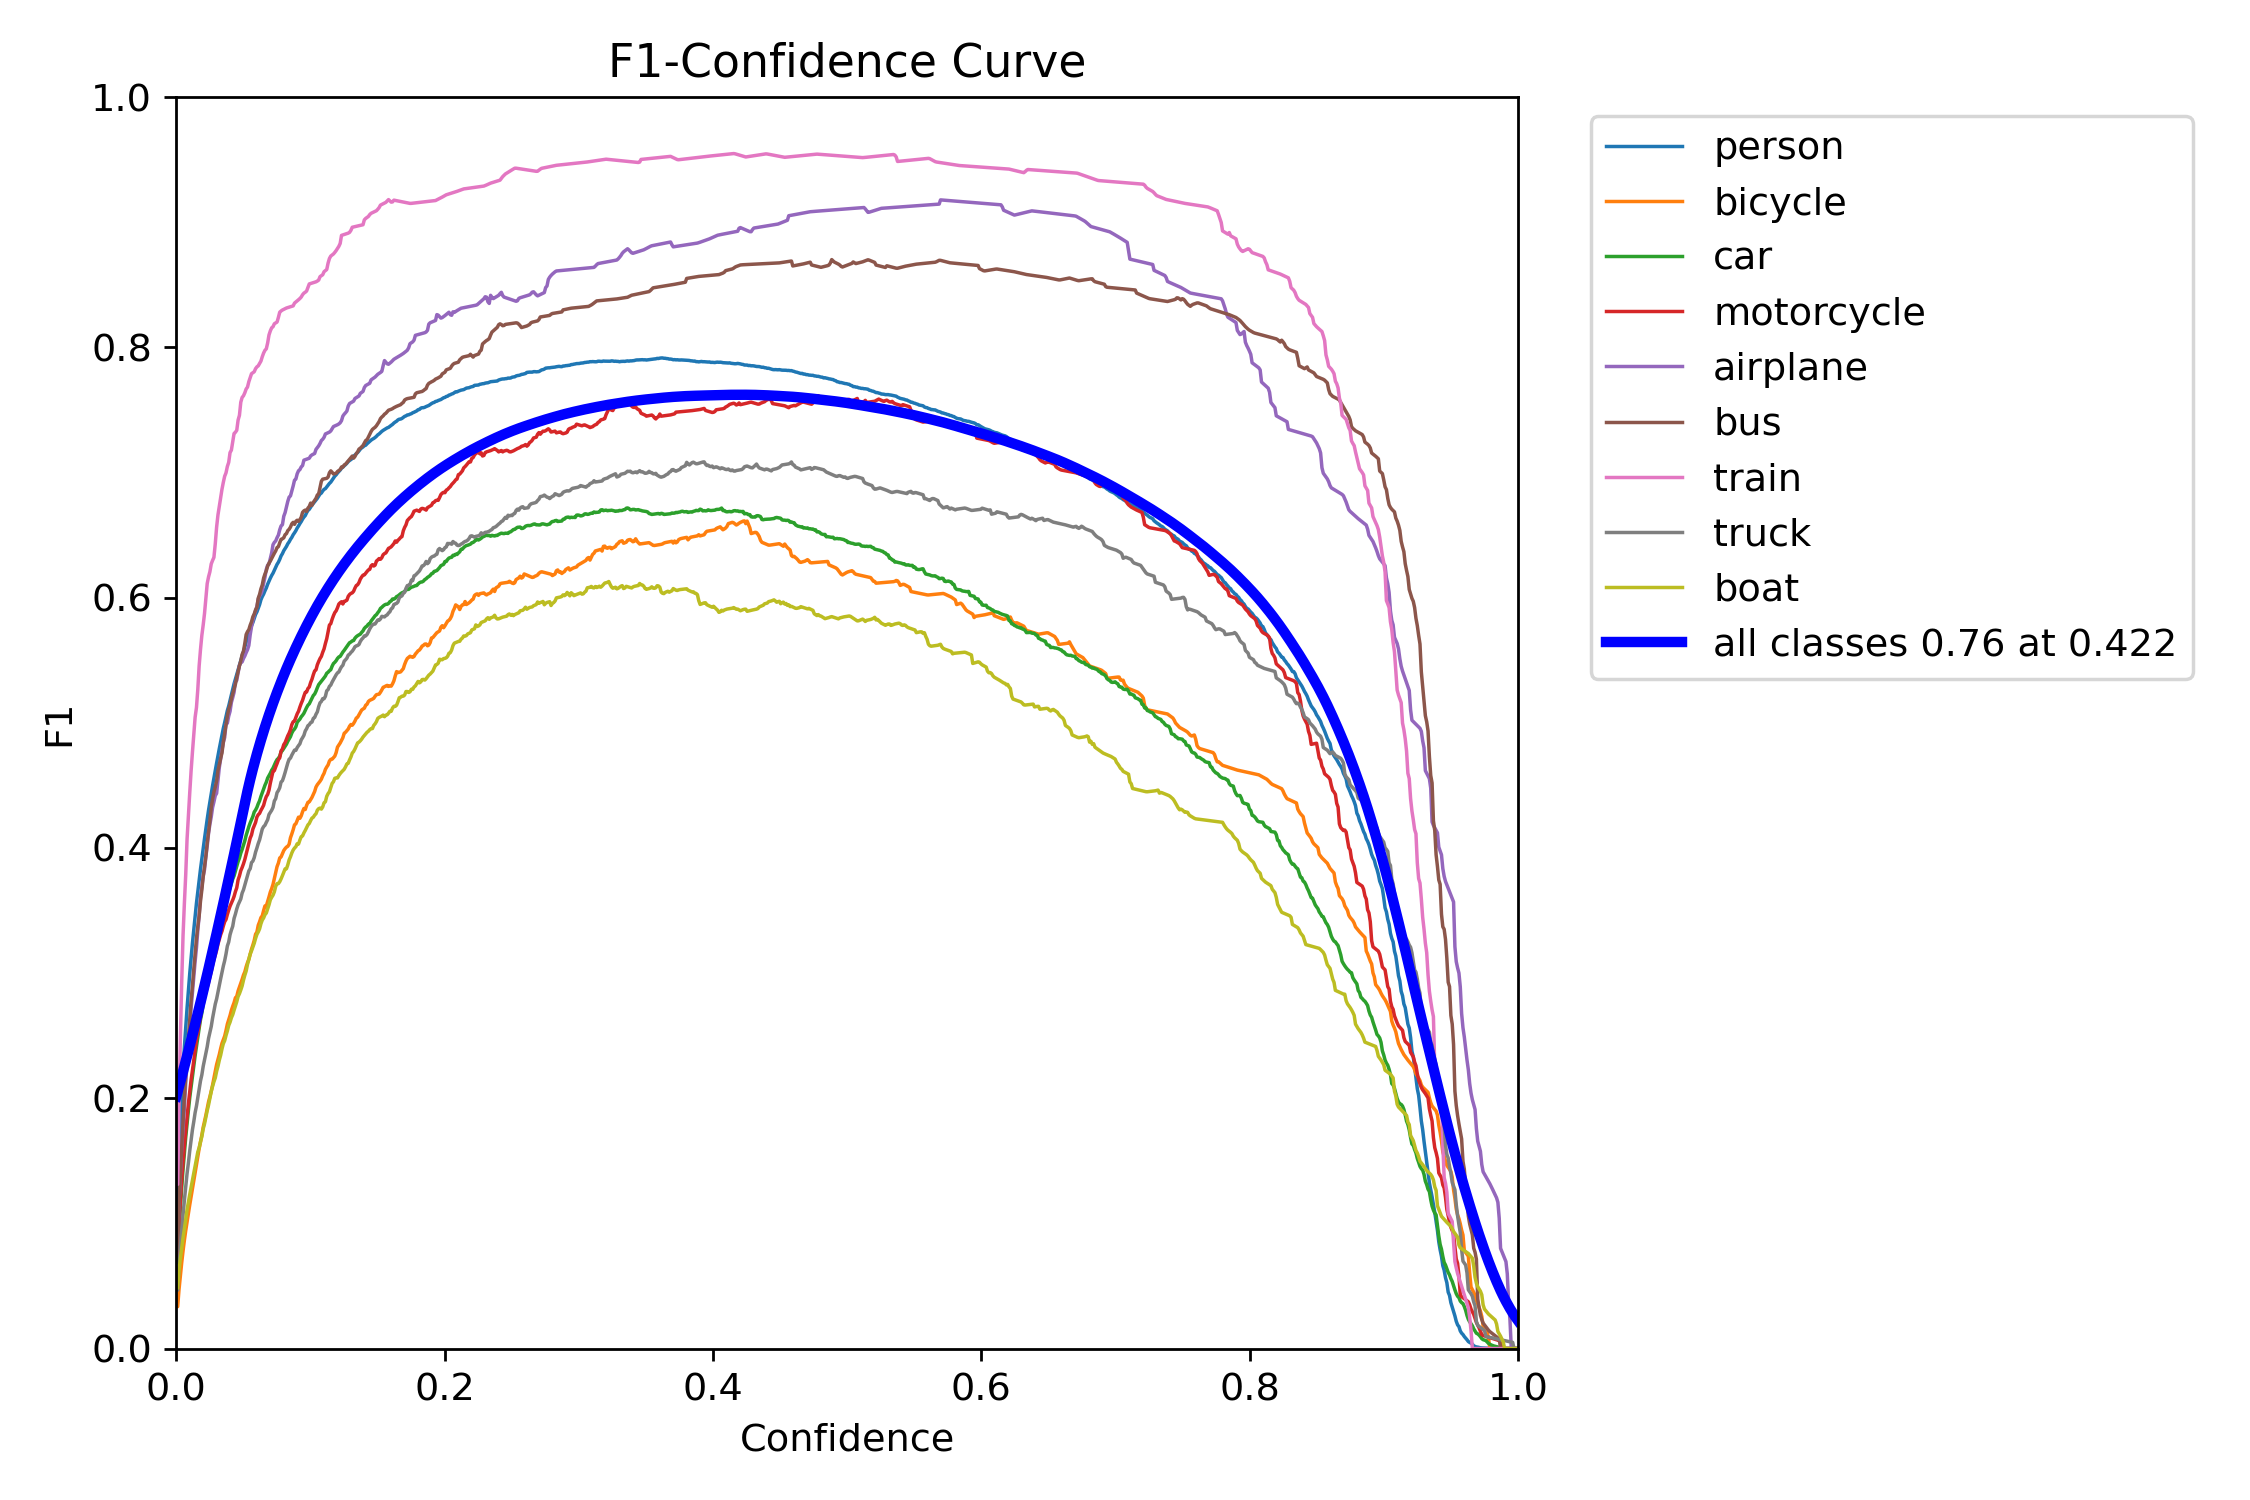 F1-Confidence Curve
1.0
0.8
0.6
0.4
0.2
0.0
F1
0.0 0.2 0.4 0.6 0.8 1.0
Confidence
person
bicycle
car
motorcycle
airplane
bus
train
truck
boat
all classes 0.76 at 0.422